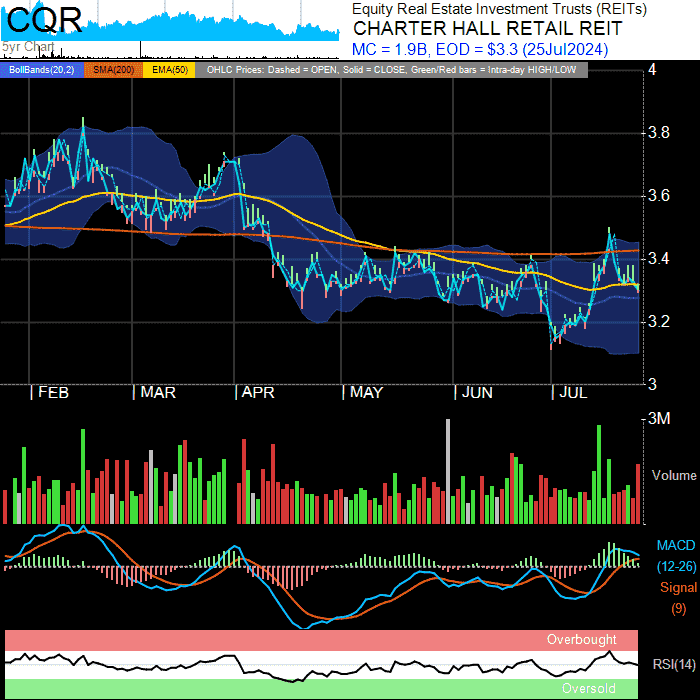 CQR
Equity Real Estate Investment Trusts (REITs)
CHARTER HALL RETAIL REIT
MC = 1.9B, EOD = $3.3 (25Jul2024)
5yr Chart
BollBands(20,2) SMA(200) EMA(50) OHLC Prices: Dashed = OPEN, Solid = CLOSE, Green/Red bars = Intra-day HIGH/LOW
4
3.8
3.6
3.4
3.2
3
| FEB | MAR | APR | MAY | JUN | JUL
3M
Volume
MACD
(12-26)
Signal
(9)
Overbought
RSI(14)
Oversold